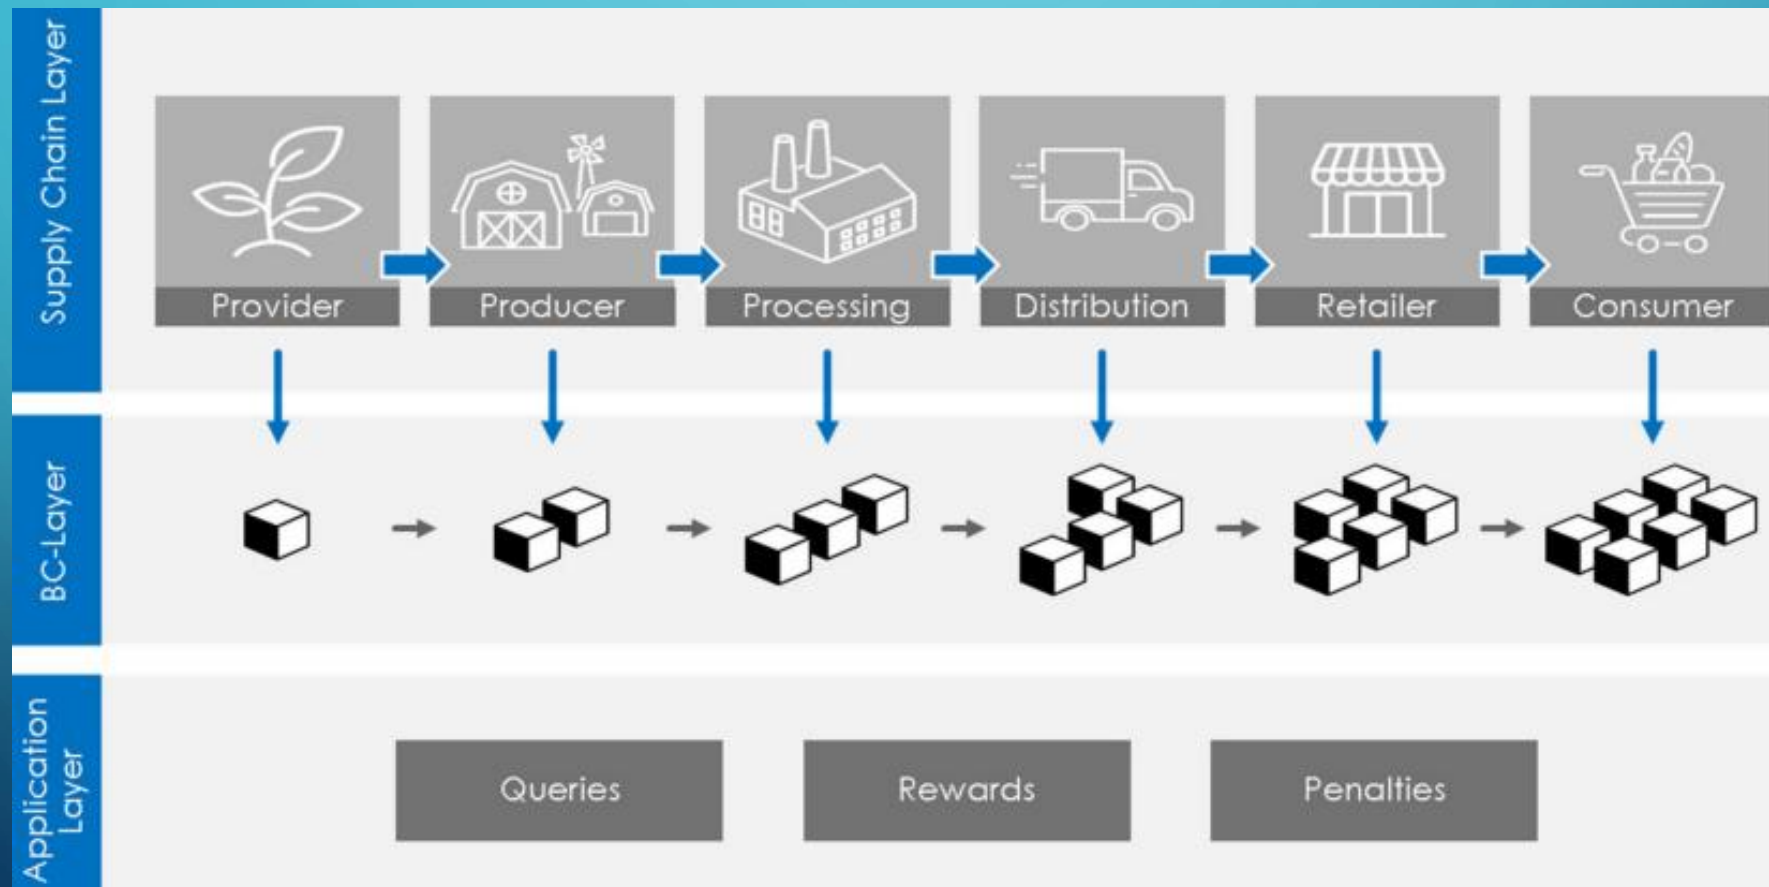 Supply Chain Layer
Provider
Producer
Processing
Distribution
Retailer
Consumer
BC-Layer
Application
Layer
Queries
Rewards
Penalties